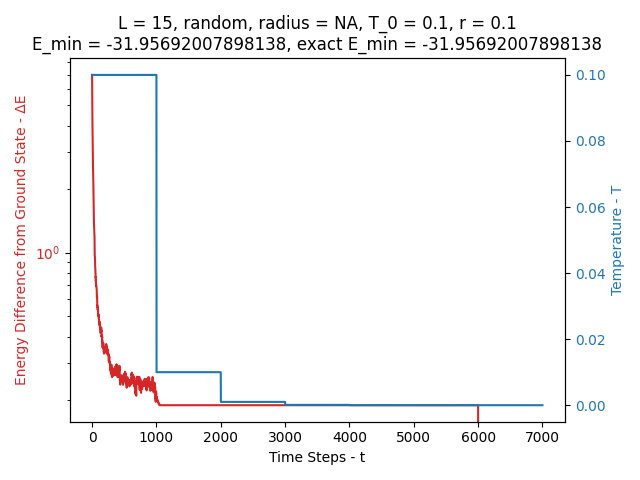 L = 15, random, radius = NA, T_0 = 0.1, r = 0.1
E_min = -31.95692007898138, exact E_min = -31.95692007898138
Energy Difference from Ground State - ΔE
10⁰
0.10
0.08
0.06
0.04
0.02
0.00
Temperature - T
0 1000 2000 3000 4000 5000 6000 7000
Time Steps - t